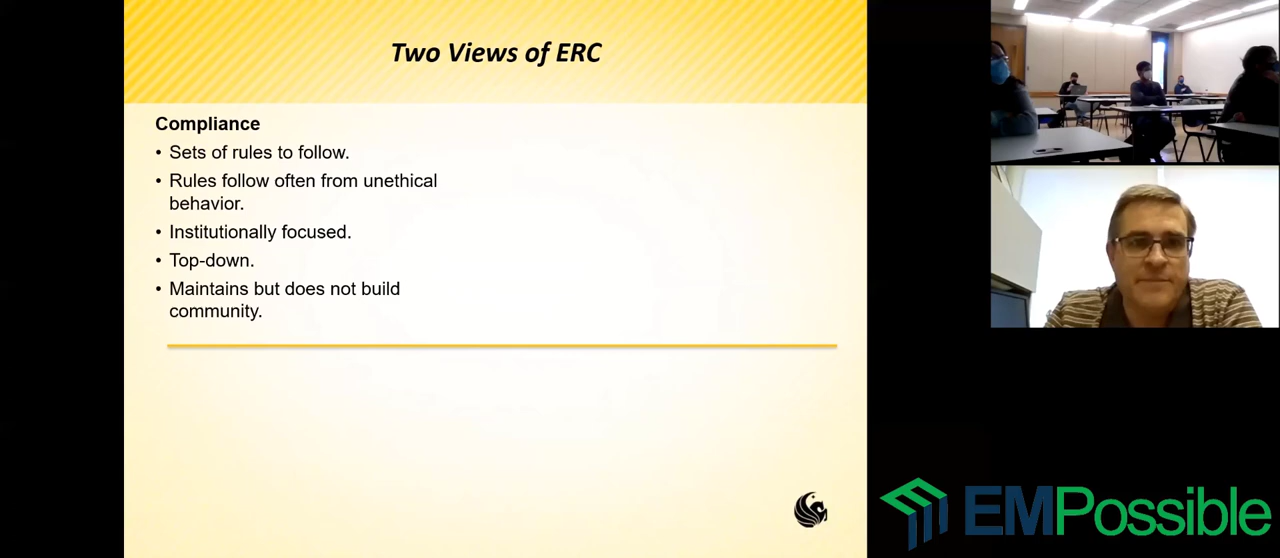 Two Views of ERC
Compliance
• Sets of rules to follow.
• Rules follow often from unethical
behavior.
• Institutionally focused.
• Top-down.
• Maintains but does not build
community.
EMPossible